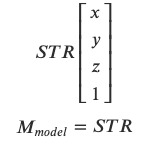 STR [x y z 1]
M_model = STR